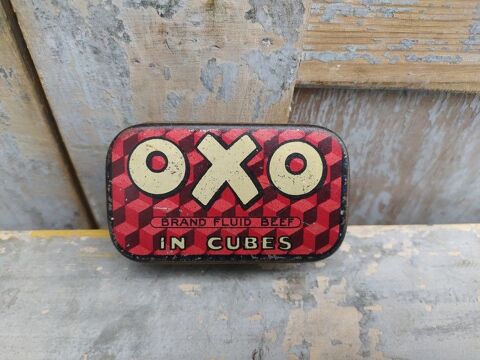 OXO
BRAND FLUID BEEF
IN CUBES